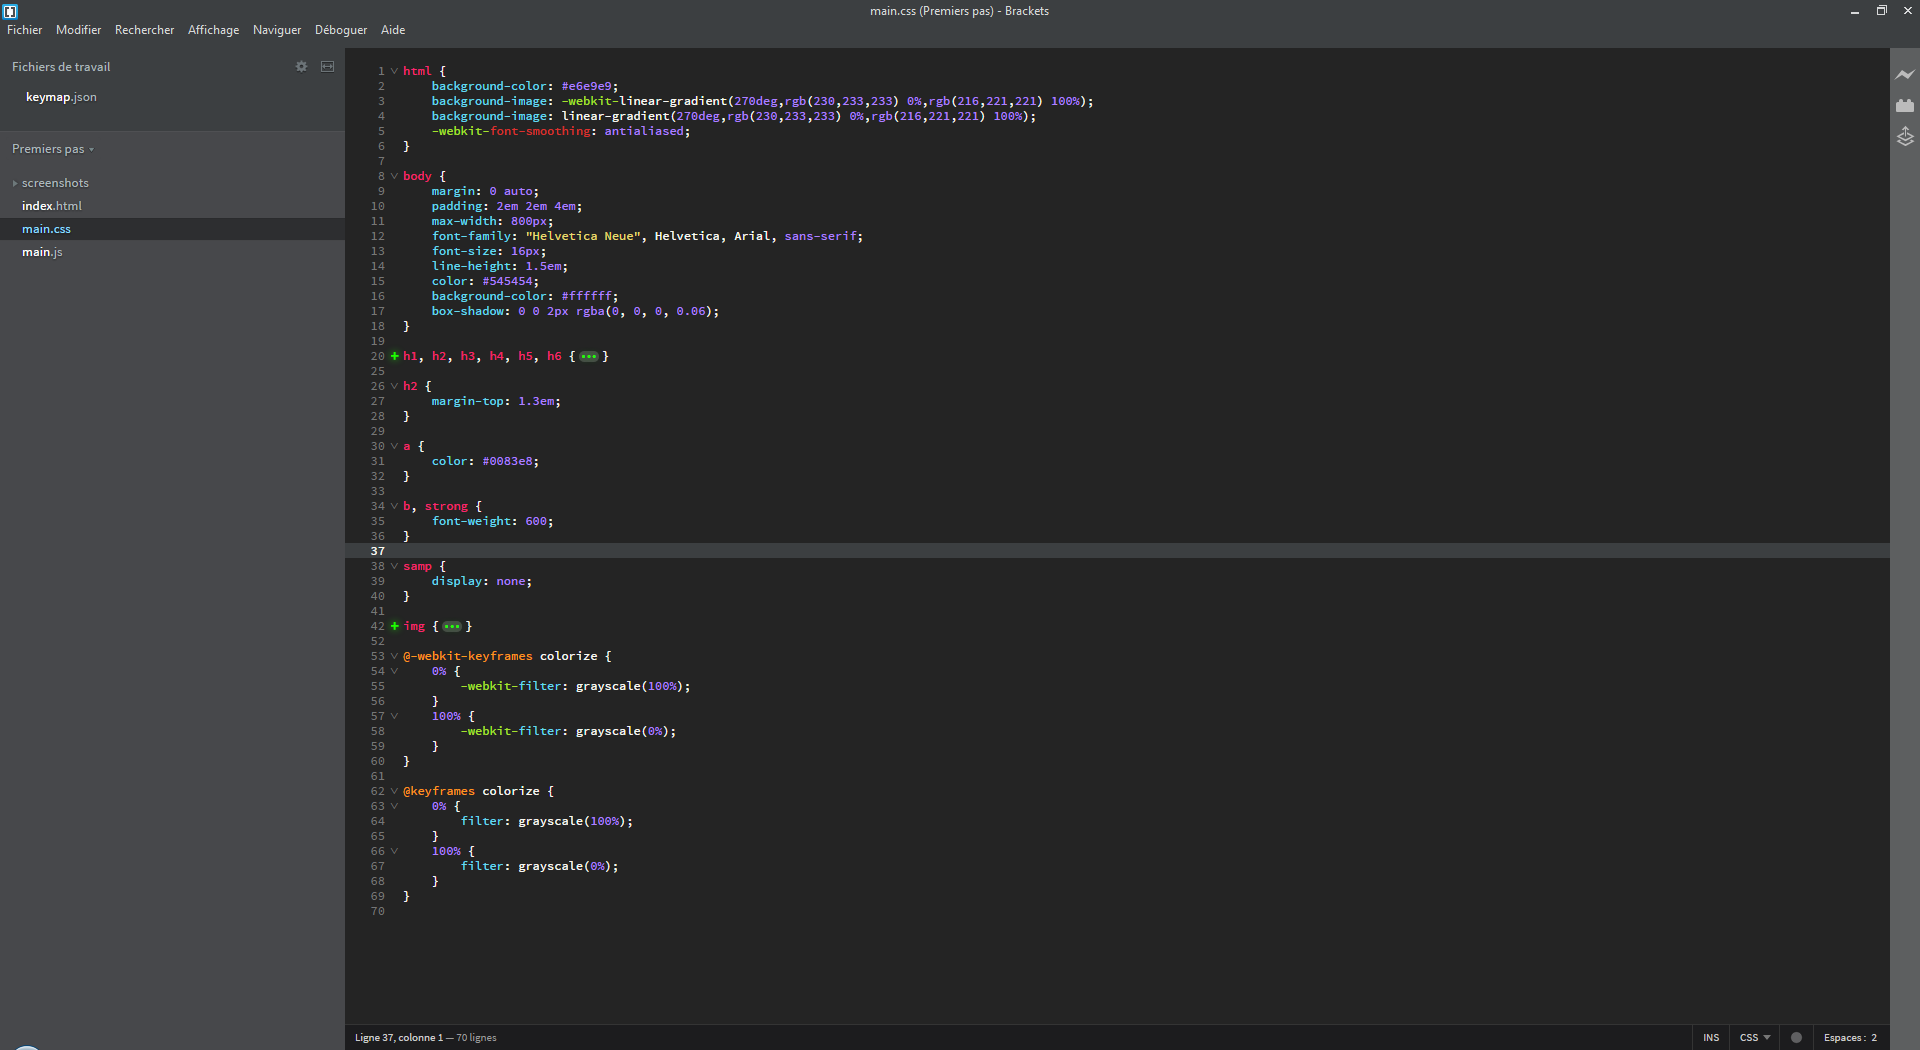 main.css (Premiers pas) - Brackets
Fichier Modifier Rechercher Affichage Naviguer Déboguer Aide
Fichiers de travail
keymap.json
Premiers pas
screenshots
index.html
main.css
main.js
1 html {
2 background-color: #e6e9e9;
3 background-image: -webkit-linear-gradient(270deg,rgb(230,233,233) 0%,rgb(216,221,221) 100%);
4 background-image: linear-gradient(270deg,rgb(230,233,233) 0%,rgb(216,221,221) 100%);
5 -webkit-font-smoothing: antialiased;
6 }
7
8 body {
9 margin: 0 auto;
10 padding: 2em 2em 4em;
11 max-width: 800px;
12 font-family: "Helvetica Neue", Helvetica, Arial, sans-serif;
13 font-size: 16px;
14 line-height: 1.5em;
15 color: #545454;
16 background-color: #ffffff;
17 box-shadow: 0 0 2px rgba(0, 0, 0, 0.06);
18 }
19
20 + h1, h2, h3, h4, h5, h6 { ••• }
25
26 h2 {
27 margin-top: 1.3em;
28 }
29
30 a {
31 color: #0083e8;
32 }
33
34 b, strong {
35 font-weight: 600;
36 }
37
38 samp {
39 display: none;
40 }
41
42 + img { ••• }
52
53 @-webkit-keyframes colorize {
54 0% {
55 -webkit-filter: grayscale(100%);
56 }
57 100% {
58 -webkit-filter: grayscale(0%);
59 }
60 }
61
62 @keyframes colorize {
63 0% {
64 filter: grayscale(100%);
65 }
66 100% {
67 filter: grayscale(0%);
68 }
69 }
70
Ligne 37, colonne 1 — 70 lignes
INS CSS Espaces : 2